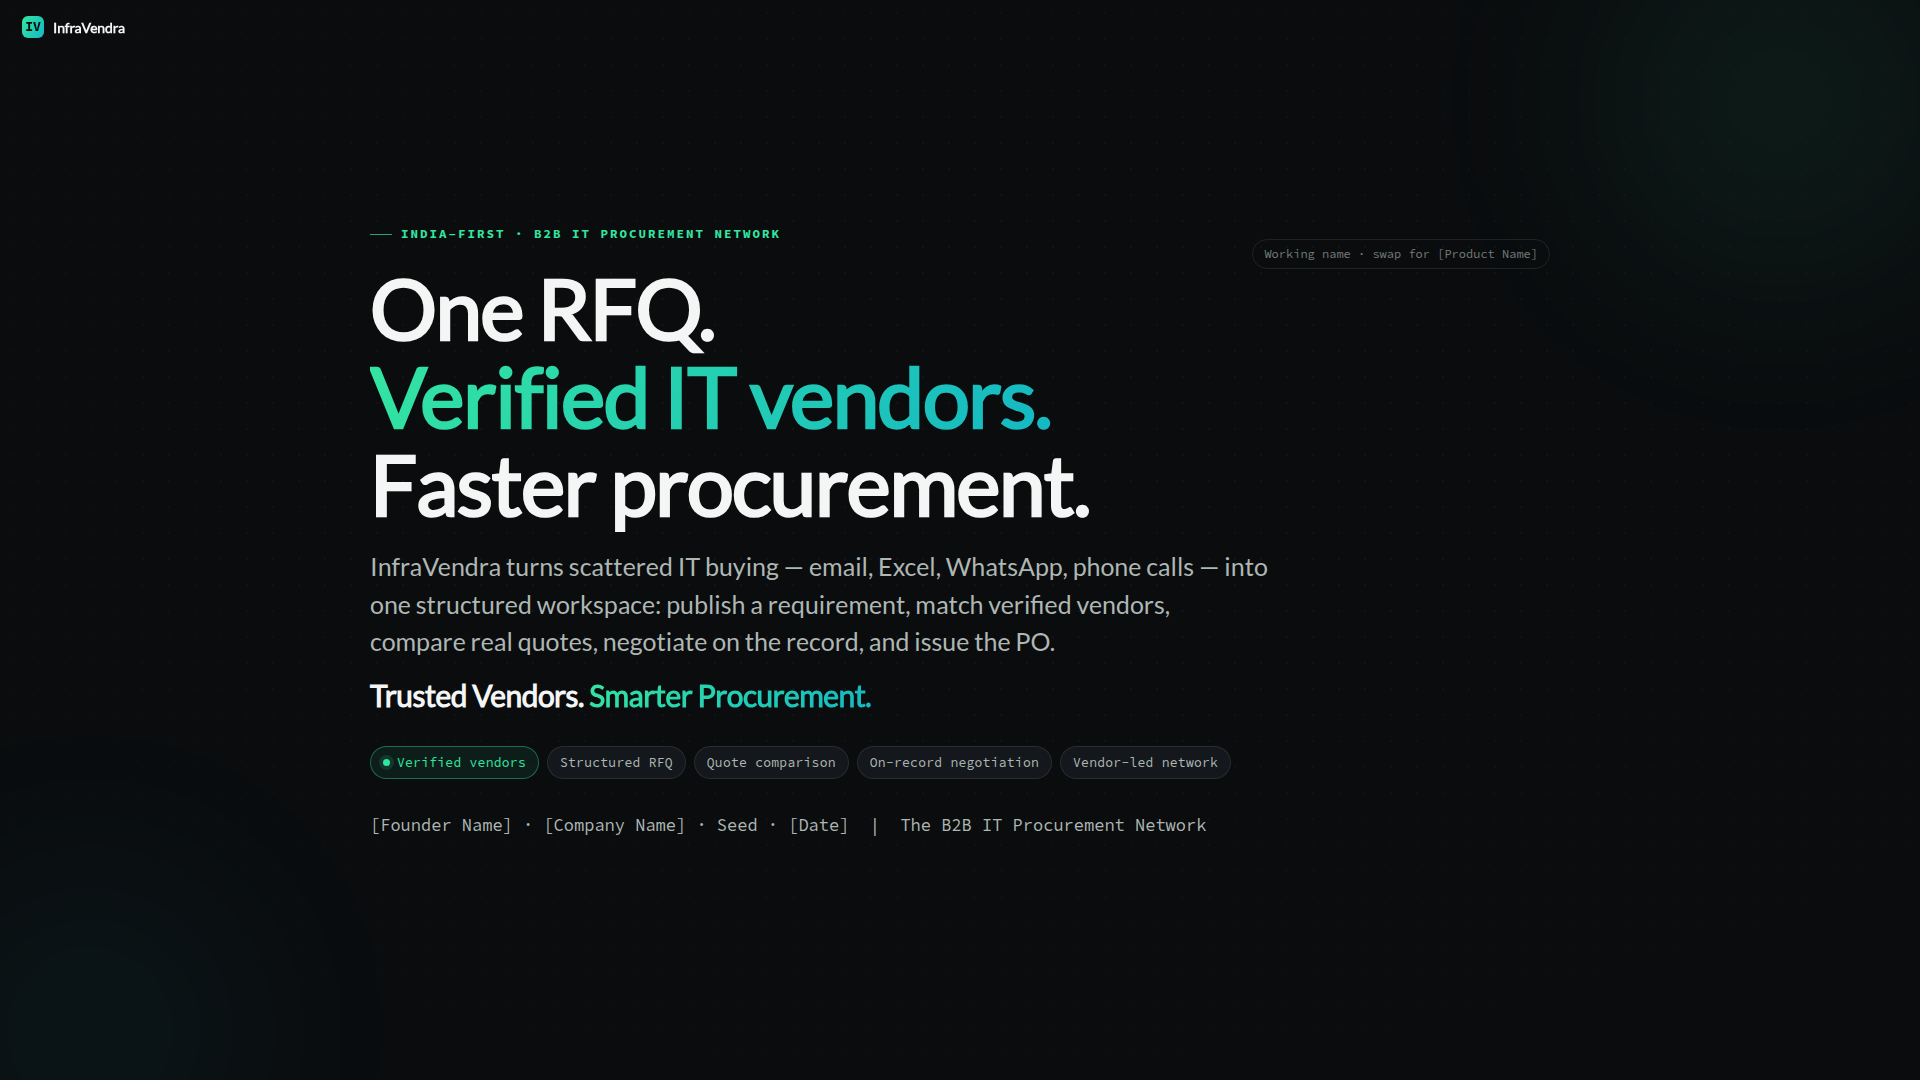 IV InfraVendra
INDIA-FIRST · B2B IT PROCUREMENT NETWORK
Working name · swap for [Product Name]
One RFQ.
Verified IT vendors.
Faster procurement.
InfraVendra turns scattered IT buying — email, Excel, WhatsApp, phone calls — into
one structured workspace: publish a requirement, match verified vendors,
compare real quotes, negotiate on the record, and issue the PO.
Trusted Vendors. Smarter Procurement.
Verified vendors Structured RFQ Quote comparison On-record negotiation Vendor-led network
[Founder Name] · [Company Name] · Seed · [Date] | The B2B IT Procurement Network